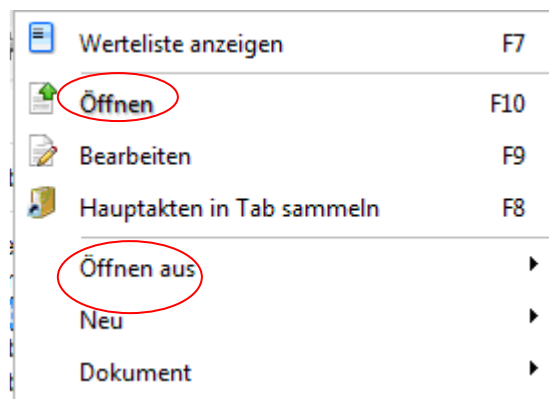 Werteliste anzeigen F7
Öffnen F10
Bearbeiten F9
Hauptakten in Tab sammeln F8
Öffnen aus
Neu
Dokument